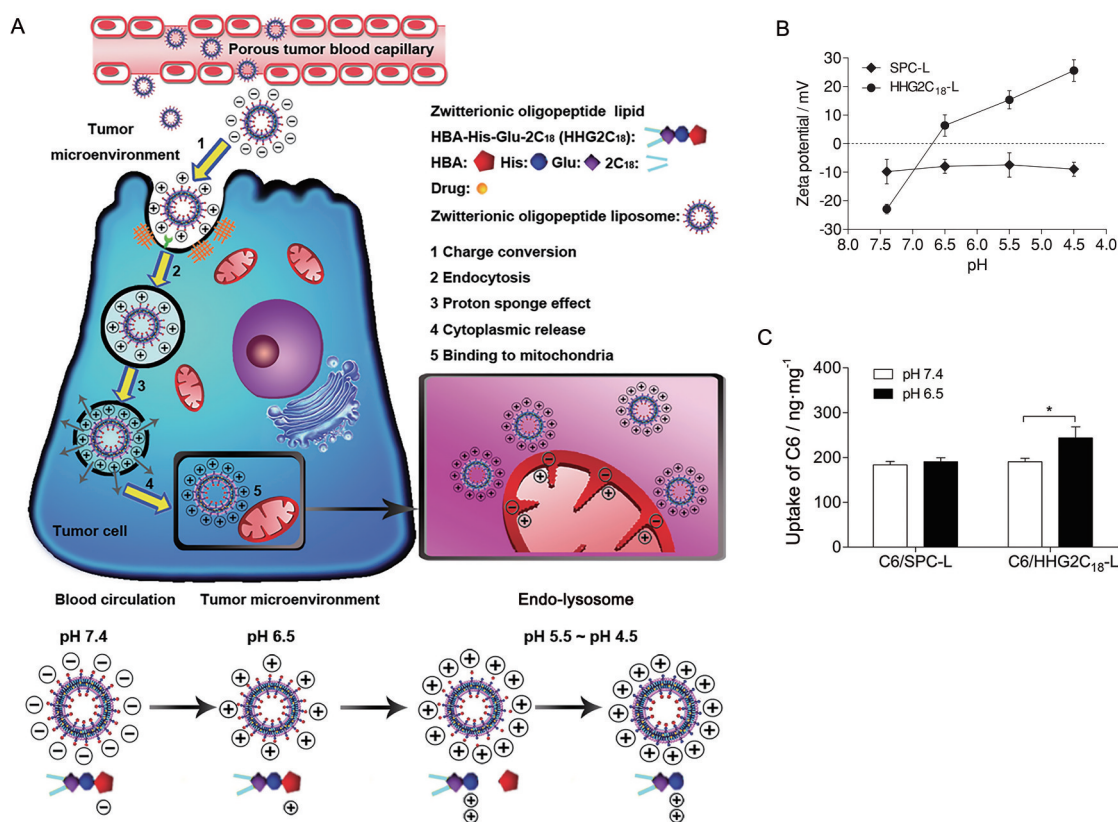 A
Porous tumor blood capillary
Tumor
microenvironment
1
2
3
4
5
Tumor cell
Zwitterionic oligopeptide lipid
HBA-His-Glu-2C₁₈ (HHG2C₁₈):
HBA: His: Glu: 2C₁₈:
Drug:
Zwitterionic oligopeptide liposome:
1 Charge conversion
2 Endocytosis
3 Proton sponge effect
4 Cytoplasmic release
5 Binding to mitochondria
Blood circulation Tumor microenvironment Endo-lysosome
pH 7.4 pH 6.5 pH 5.5 ~ pH 4.5
B
SPC-L
HHG2C₁₈-L
Zeta potential / mV
30
20
10
0
-10
-20
-30
8.0 7.5 7.0 6.5 6.0 5.5 5.0 4.5 4.0
pH
C
pH 7.4
pH 6.5
*
Uptake of C6 / ng·mg⁻¹
400
300
200
100
0
C6/SPC-L C6/HHG2C₁₈-L